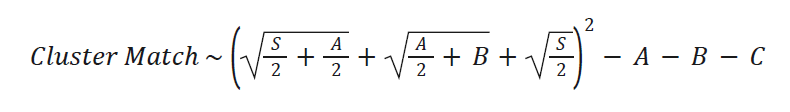 Cluster Match ~ (√(S/2 + A/2) + √(A/2 + B) + √(S/2))² − A − B − C